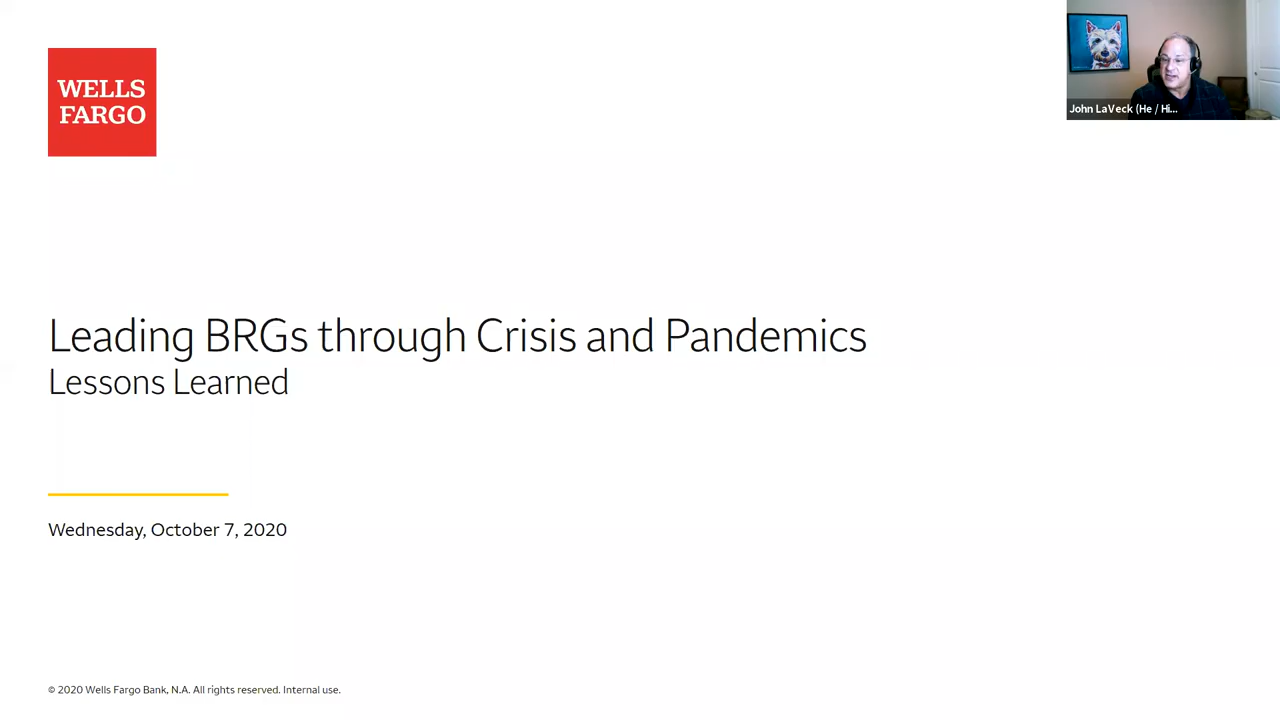 WELLS
FARGO
John LaVeck (He / Hi...
Leading BRGs through Crisis and Pandemics
Lessons Learned
Wednesday, October 7, 2020
© 2020 Wells Fargo Bank, N.A. All rights reserved. Internal use.